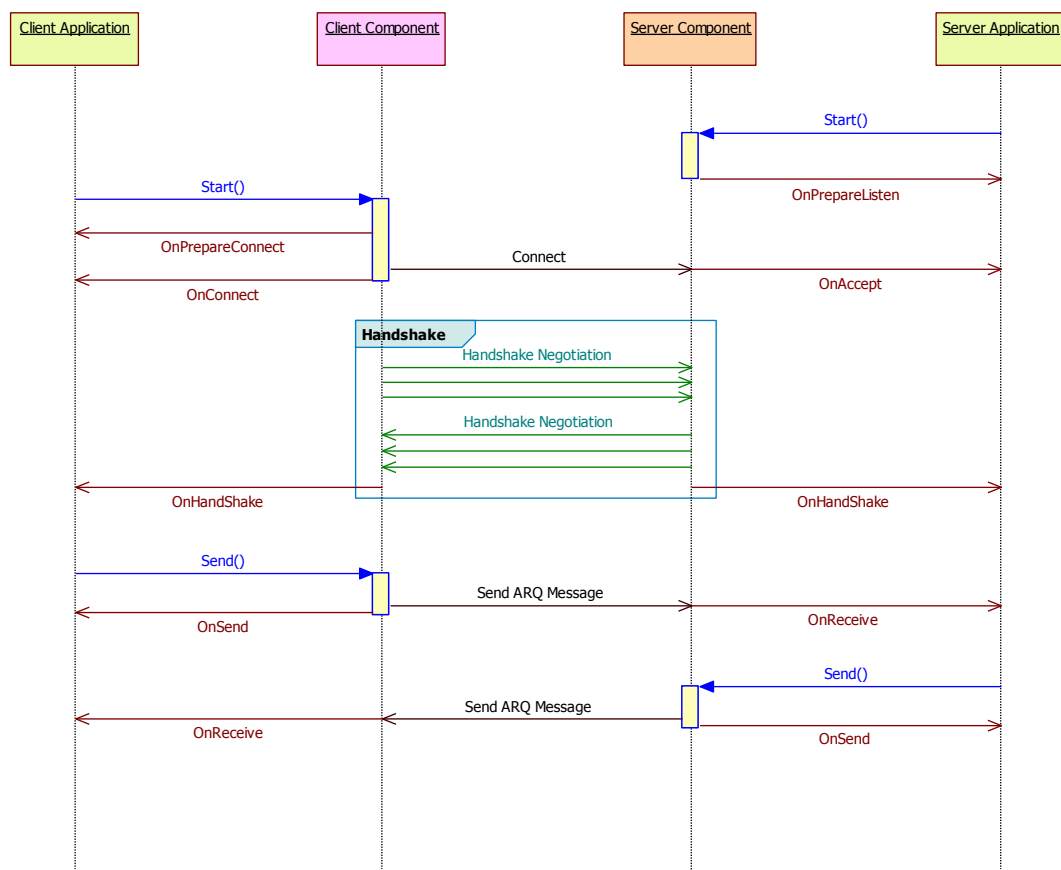 Client Application
Client Component
Server Component
Server Application
Start()
OnPrepareListen
Start()
OnPrepareConnect
Connect
OnConnect
OnAccept
Handshake
Handshake Negotiation
Handshake Negotiation
OnHandShake
OnHandShake
Send()
Send ARQ Message
OnSend
OnReceive
Send()
Send ARQ Message
OnReceive
OnSend